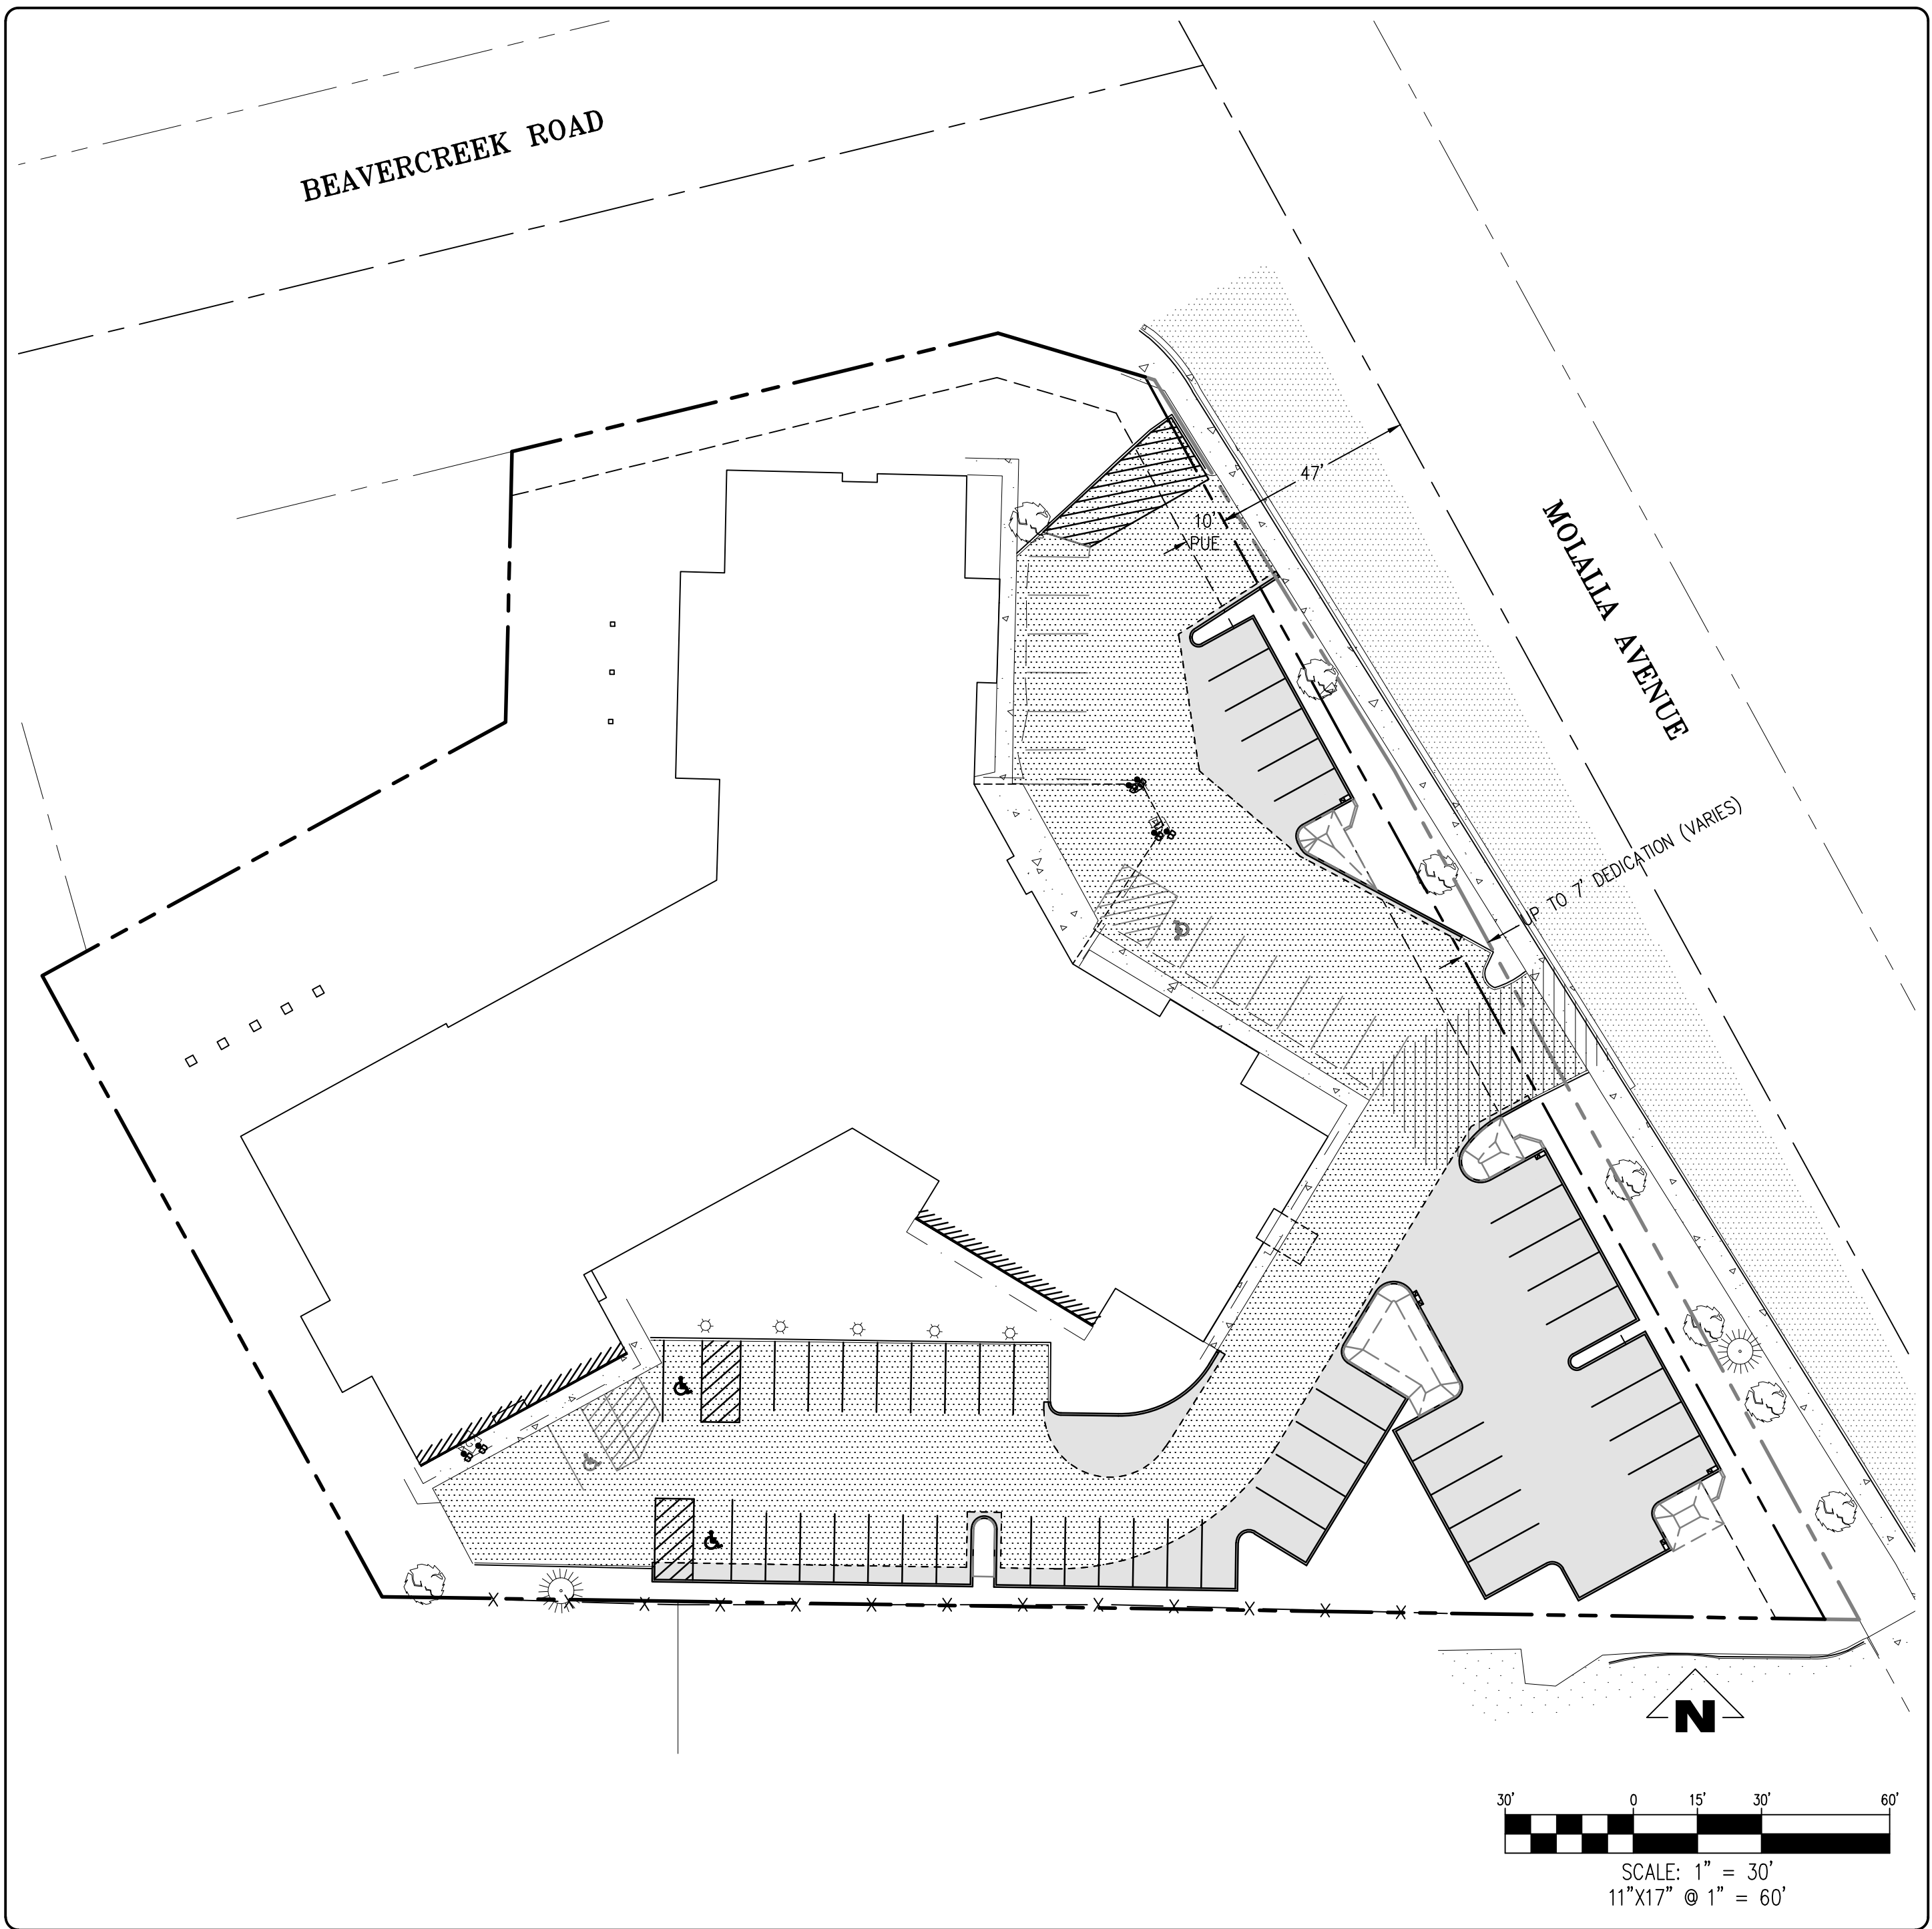 BEAVERCREEK ROAD
MOLALLA AVENUE
47'
10'
PUE
UP TO 7' DEDICATION (VARIES)
N
30' 0 15' 30' 60'
SCALE: 1" = 30'
11"X17" @ 1" = 60'